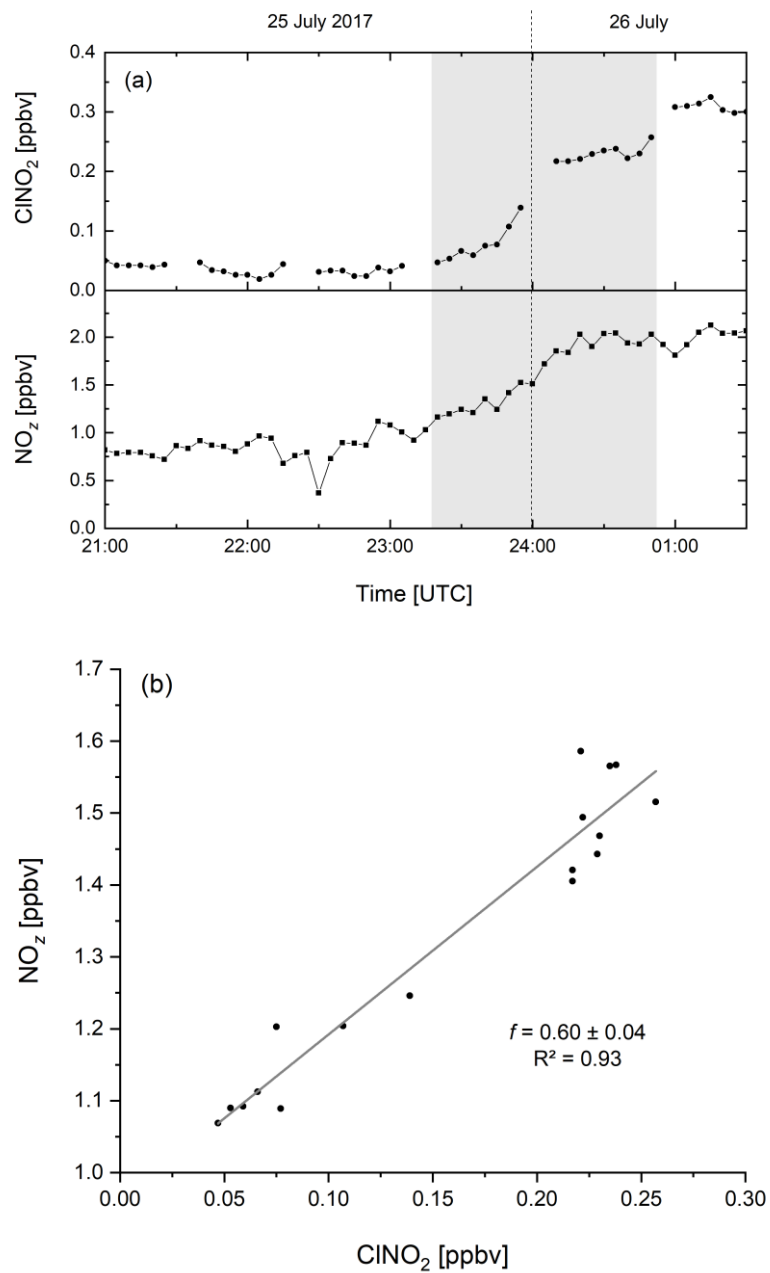 25 July 2017 26 July
(a)
0.4
0.3
0.2
0.1
0.0
ClNO₂ [ppbv]
2.0
1.5
1.0
0.5
0.0
NO_z [ppbv]
21:00 22:00 23:00 24:00 01:00
Time [UTC]
(b)
1.7
1.6
1.5
1.4
1.3
1.2
1.1
1.0
NO_z [ppbv]
f = 0.60 ± 0.04
R² = 0.93
0.00 0.05 0.10 0.15 0.20 0.25 0.30
ClNO₂ [ppbv]